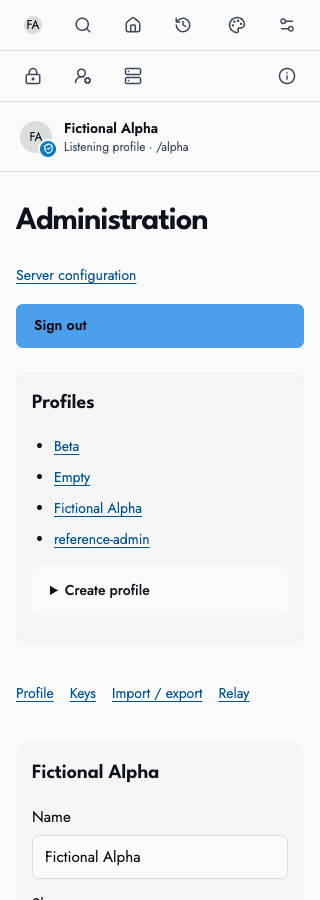 FA
FA
Fictional Alpha
Listening profile · /alpha
Administration
Server configuration
Sign out
Profiles
Beta
Empty
Fictional Alpha
reference-admin
Create profile
Profile Keys Import / export Relay
Fictional Alpha
Name
Fictional Alpha